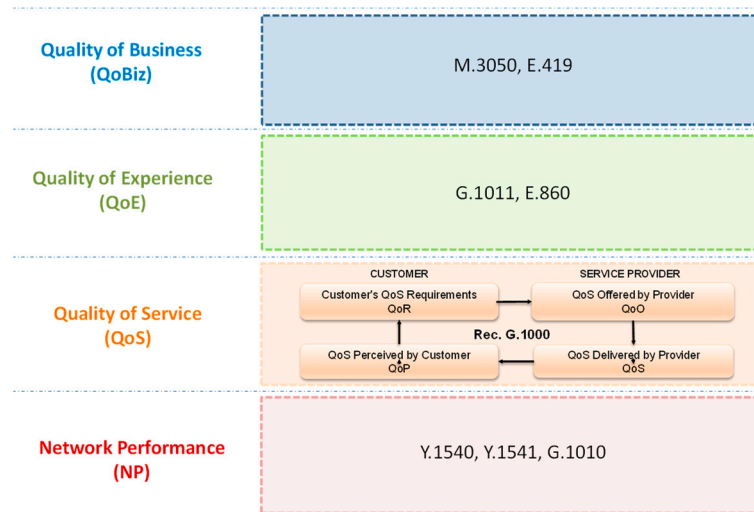 Quality of Business
(QoBiz)
M.3050, E.419
Quality of Experience
(QoE)
G.1011, E.860
Quality of Service
(QoS)
CUSTOMER
SERVICE PROVIDER
Customer's QoS Requirements
QoR
QoS Offered by Provider
QoO
Rec. G.1000
QoS Perceived by Customer
QoP
QoS Delivered by Provider
QoS
Network Performance
(NP)
Y.1540, Y.1541, G.1010